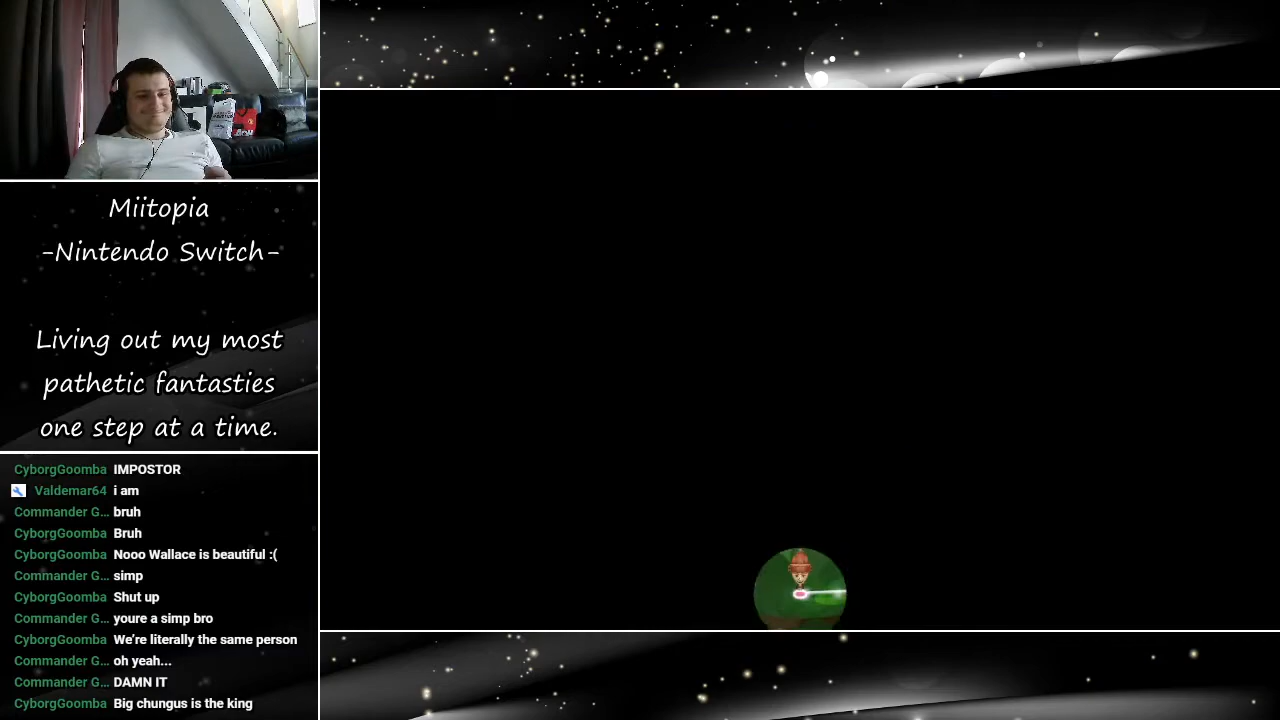 Miitopia
-Nintendo Switch-
Living out my most
pathetic fantasties
one step at a time.
CyborgGoomba IMPOSTOR
Valdemar64 i am
Commander G... bruh
CyborgGoomba Bruh
CyborgGoomba Nooo Wallace is beautiful :(
Commander G... simp
CyborgGoomba Shut up
Commander G... youre a simp bro
CyborgGoomba We're literally the same person
Commander G... oh yeah...
Commander G... DAMN IT
CyborgGoomba Big chungus is the king